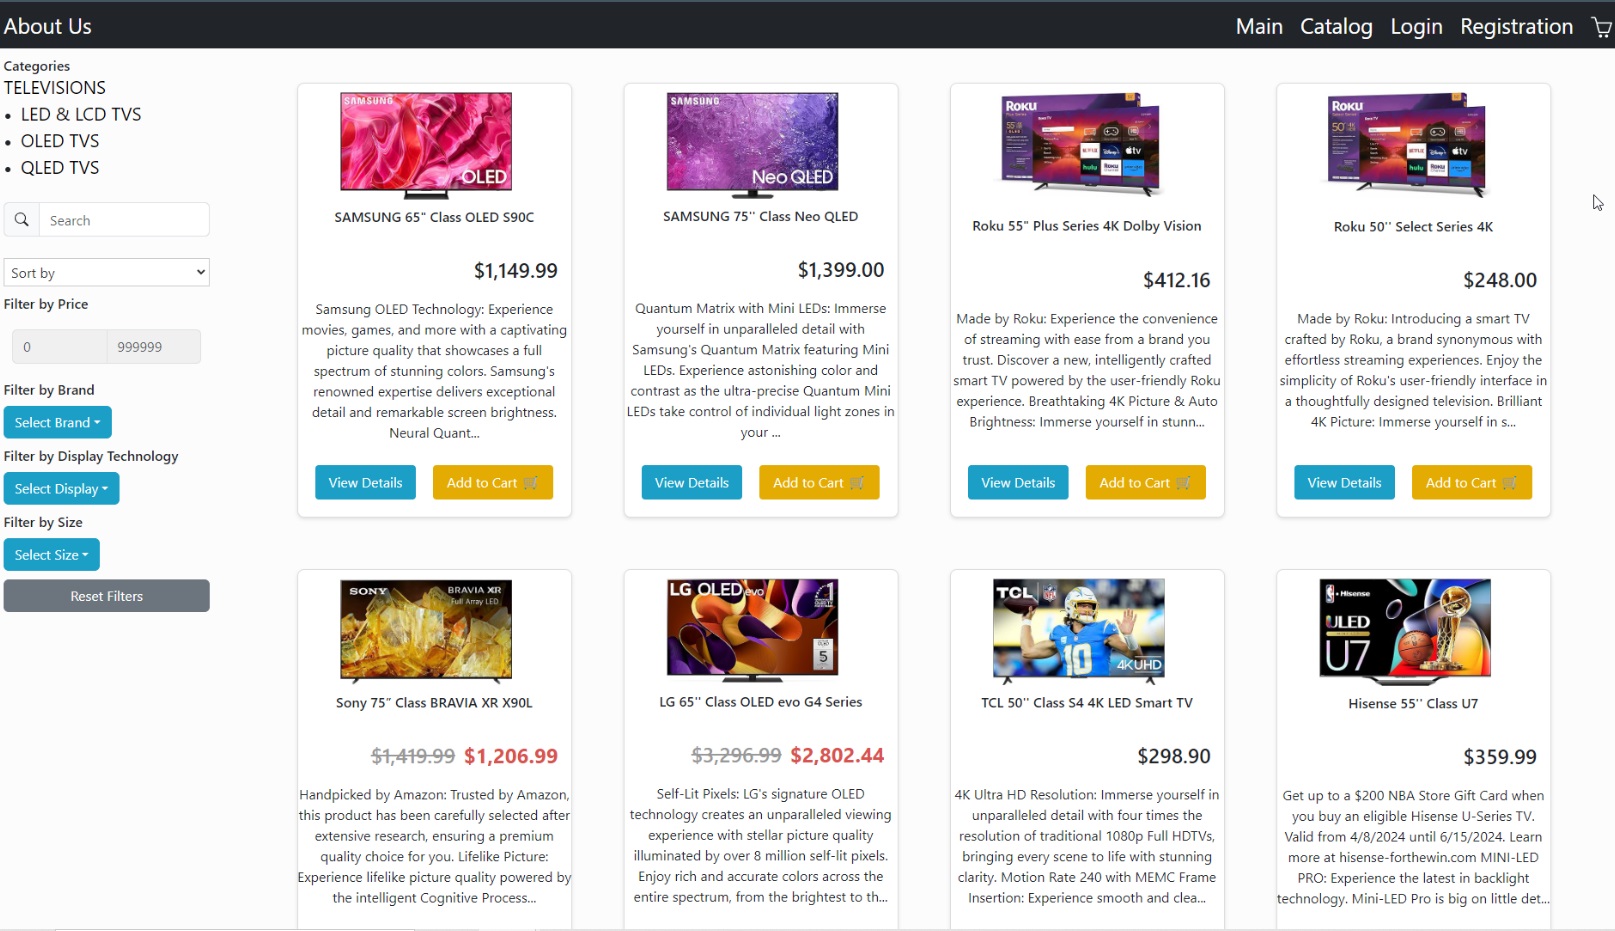 About Us
Main Catalog Login Registration
Categories
TELEVISIONS
LED & LCD TVS
OLED TVS
QLED TVS
Search
Sort by
Filter by Price
0 999999
Filter by Brand
Select Brand
Filter by Display Technology
Select Display
Filter by Size
Select Size
Reset Filters
SAMSUNG
OLED
SAMSUNG 65" Class OLED S90C
$1,149.99
Samsung OLED Technology: Experience
movies, games, and more with a captivating
picture quality that showcases a full
spectrum of stunning colors. Samsung's
renowned expertise delivers exceptional
detail and remarkable screen brightness.
Neural Quant...
View Details Add to Cart
SAMSUNG
Neo QLED
SAMSUNG 75'' Class Neo QLED
$1,399.00
Quantum Matrix with Mini LEDs: Immerse
yourself in unparalleled detail with
Samsung's Quantum Matrix featuring Mini
LEDs. Experience astonishing color and
contrast as the ultra-precise Quantum Mini
LEDs take control of individual light zones in
your ...
View Details Add to Cart
Roku
55"
NETFLIX Disney+ tv
hulu Roku
Roku 55" Plus Series 4K Dolby Vision
$412.16
Made by Roku: Experience the convenience
of streaming with ease from a brand you
trust. Discover a new, intelligently crafted
smart TV powered by the user-friendly Roku
experience. Breathtaking 4K Picture & Auto
Brightness: Immerse yourself in stunn...
View Details Add to Cart
Roku
50"
NETFLIX Disney+ tv
hulu Roku
Roku 50'' Select Series 4K
$248.00
Made by Roku: Introducing a smart TV
crafted by Roku, a brand synonymous with
effortless streaming experiences. Enjoy the
simplicity of Roku's user-friendly interface in
a thoughtfully designed television. Brilliant
4K Picture: Immerse yourself in s...
View Details Add to Cart
SONY BRAVIA XR
Full Array LED
Sony 75" Class BRAVIA XR X90L
$1,419.99 $1,206.99
Handpicked by Amazon: Trusted by Amazon,
this product has been carefully selected after
extensive research, ensuring a premium
quality choice for you. Lifelike Picture:
Experience lifelike picture quality powered by
the intelligent Cognitive Process...
LG OLED evo
5
LG 65'' Class OLED evo G4 Series
$3,296.99 $2,802.44
Self-Lit Pixels: LG's signature OLED
technology creates an unparalleled viewing
experience with stellar picture quality
illuminated by over 8 million self-lit pixels.
Enjoy rich and accurate colors across the
entire spectrum, from the brightest to th...
TCL NFL
10
4K UHD
TCL 50'' Class S4 4K LED Smart TV
$298.90
4K Ultra HD Resolution: Immerse yourself in
unparalleled detail with four times the
resolution of traditional 1080p Full HDTVs,
bringing every scene to life with stunning
clarity. Motion Rate 240 with MEMC Frame
Insertion: Experience smooth and clea...
Hisense
ULED
U7
Hisense 55'' Class U7
$359.99
Get up to a $200 NBA Store Gift Card when
you buy an eligible Hisense U-Series TV.
Valid from 4/8/2024 until 6/15/2024. Learn
more at hisense-forthewin.com MINI-LED
PRO: Experience the latest in backlight
technology. Mini-LED Pro is big on little det...